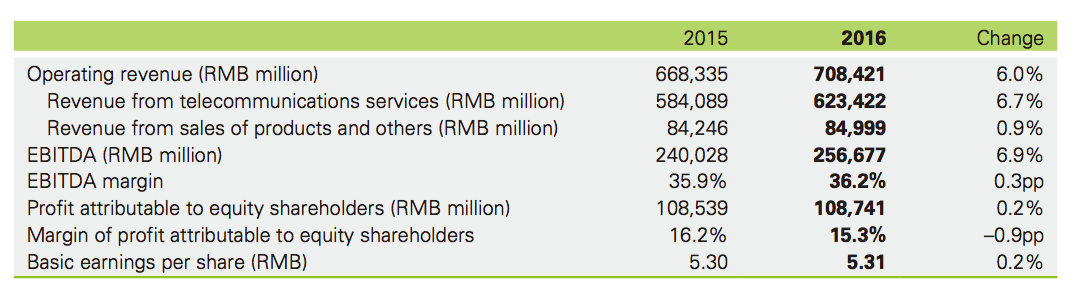 2015 2016 Change
Operating revenue (RMB million) 668,335 708,421 6.0%
Revenue from telecommunications services (RMB million) 584,089 623,422 6.7%
Revenue from sales of products and others (RMB million) 84,246 84,999 0.9%
EBITDA (RMB million) 240,028 256,677 6.9%
EBITDA margin 35.9% 36.2% 0.3pp
Profit attributable to equity shareholders (RMB million) 108,539 108,741 0.2%
Margin of profit attributable to equity shareholders 16.2% 15.3% –0.9pp
Basic earnings per share (RMB) 5.30 5.31 0.2%